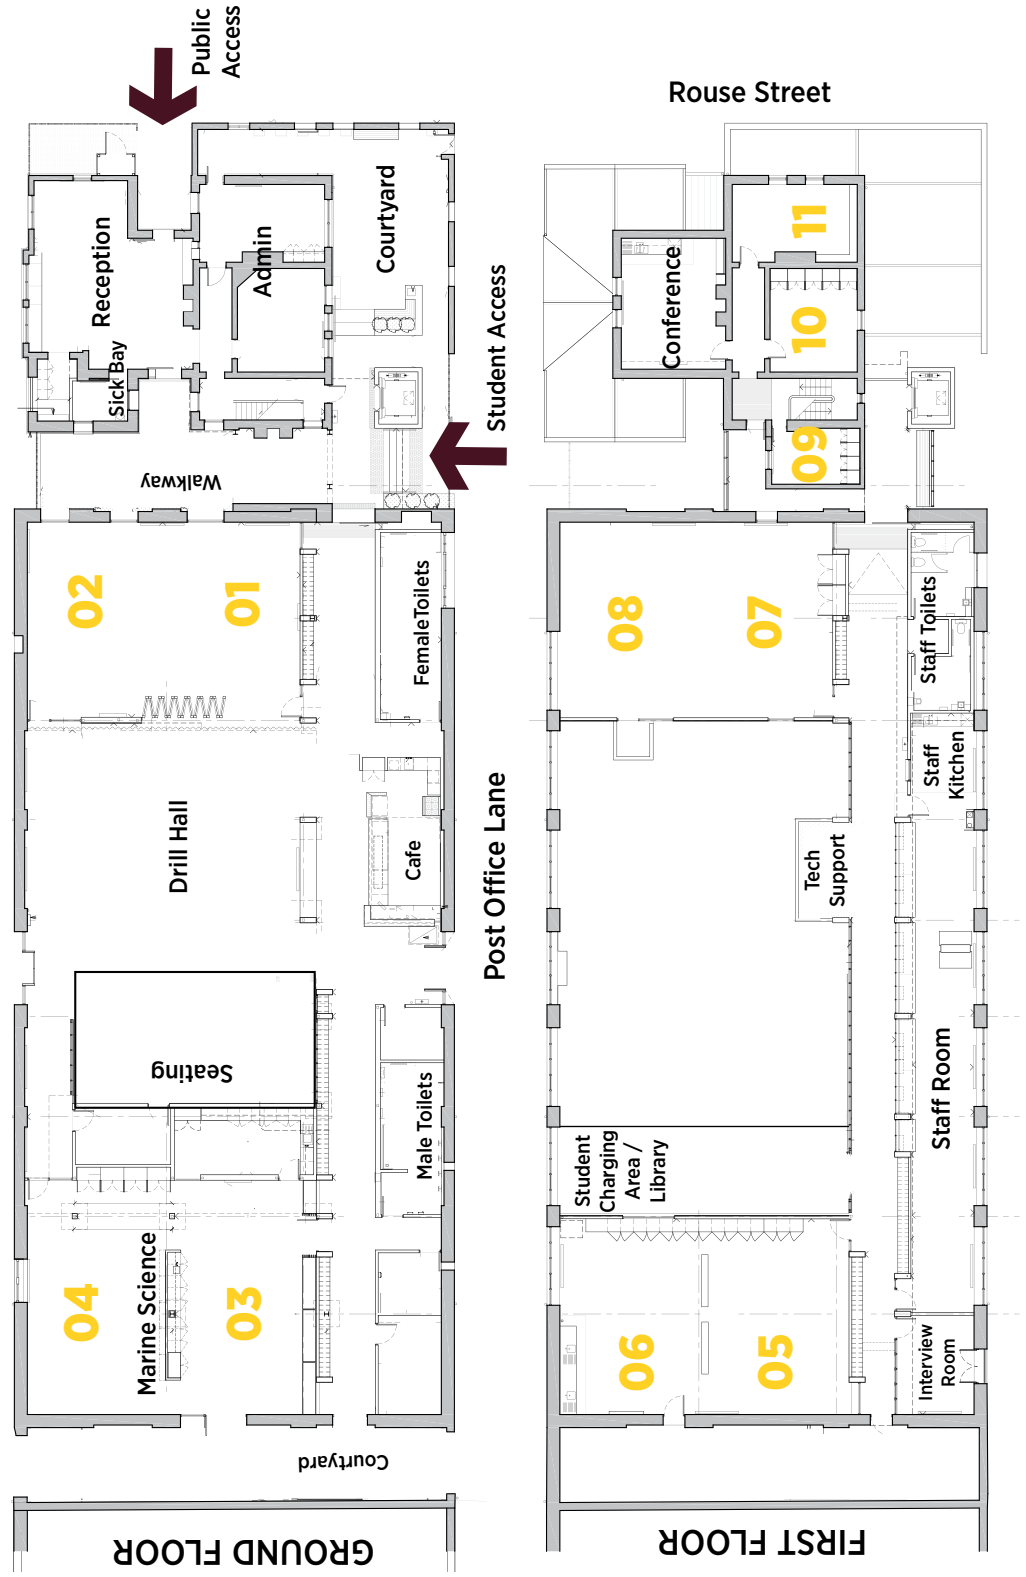 Public
Access
Rouse Street
Reception
Admin
Courtyard
Sick Bay
Student Access
Walkway
Conference
11
10
09
02
01
Female Toilets
08
07
Staff Toilets
Drill Hall
Cafe
Post Office Lane
Staff
Kitchen
Tech
Support
Seating
Male Toilets
Student
Charging
Area /
Library
Staff Room
04
Marine Science
03
06
05
Interview
Room
Courtyard
GROUND FLOOR
FIRST FLOOR